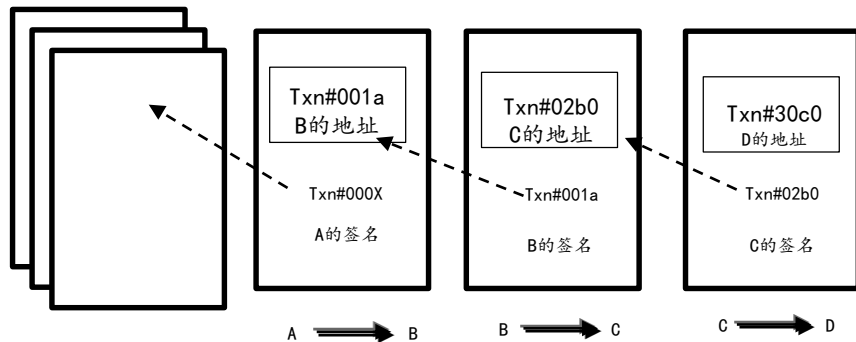 Txn#001a
B的地址
Txn#000X
A的签名
A B
Txn#02b0
C的地址
Txn#001a
B的签名
B C
Txn#30c0
D的地址
Txn#02b0
C的签名
C D